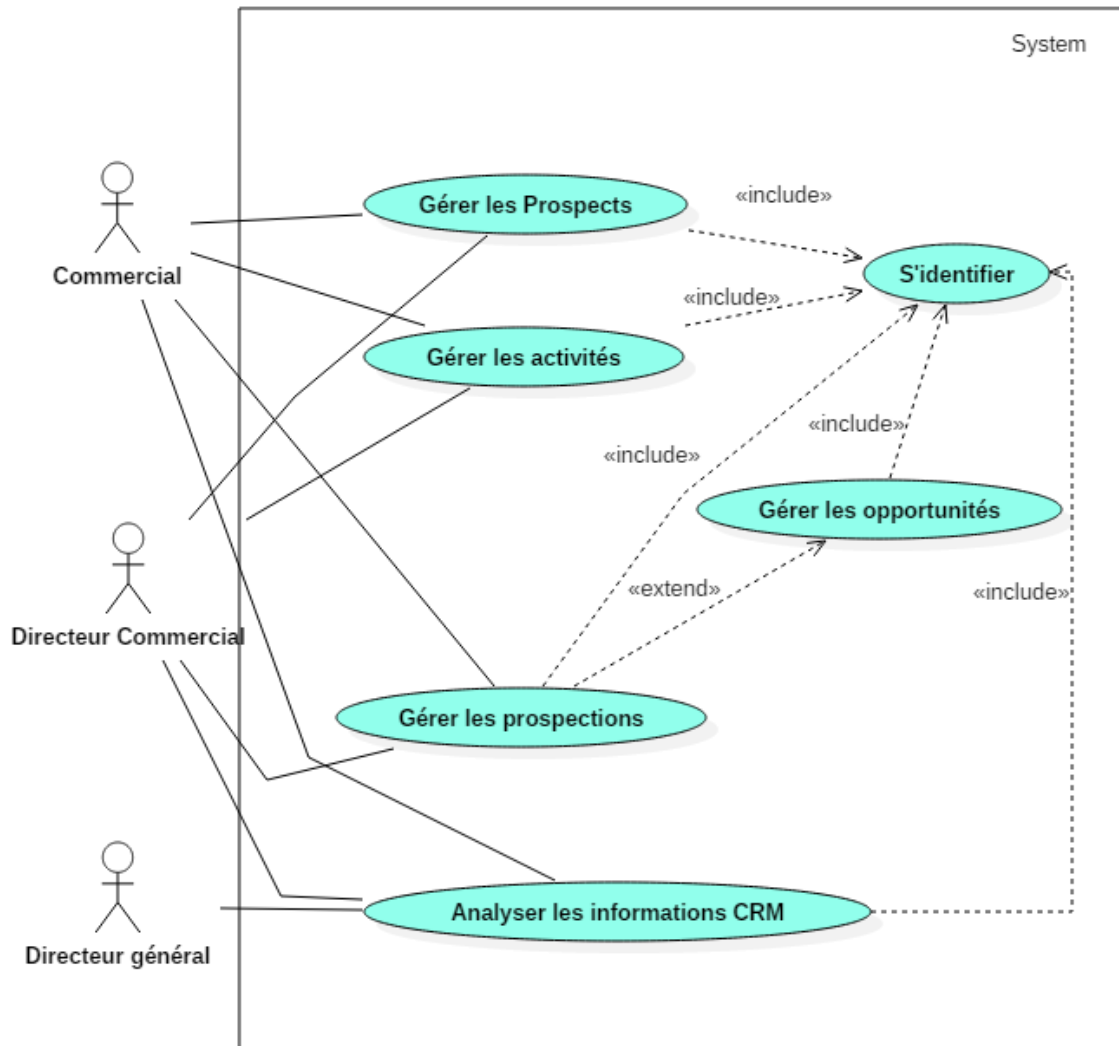 System
Gérer les Prospects
«include»
Commercial
S'identifier
«include»
Gérer les activités
«include»
«include»
Gérer les opportunités
«extend»
«include»
Directeur Commercial
Gérer les prospections
Analyser les informations CRM
Directeur général